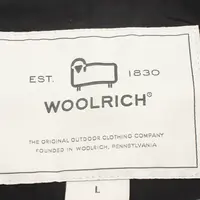 EST. 1830
WOOLRICH®
THE ORIGINAL OUTDOOR CLOTHING COMPANY
FOUNDED IN WOOLRICH, PENNSYLVANIA
L